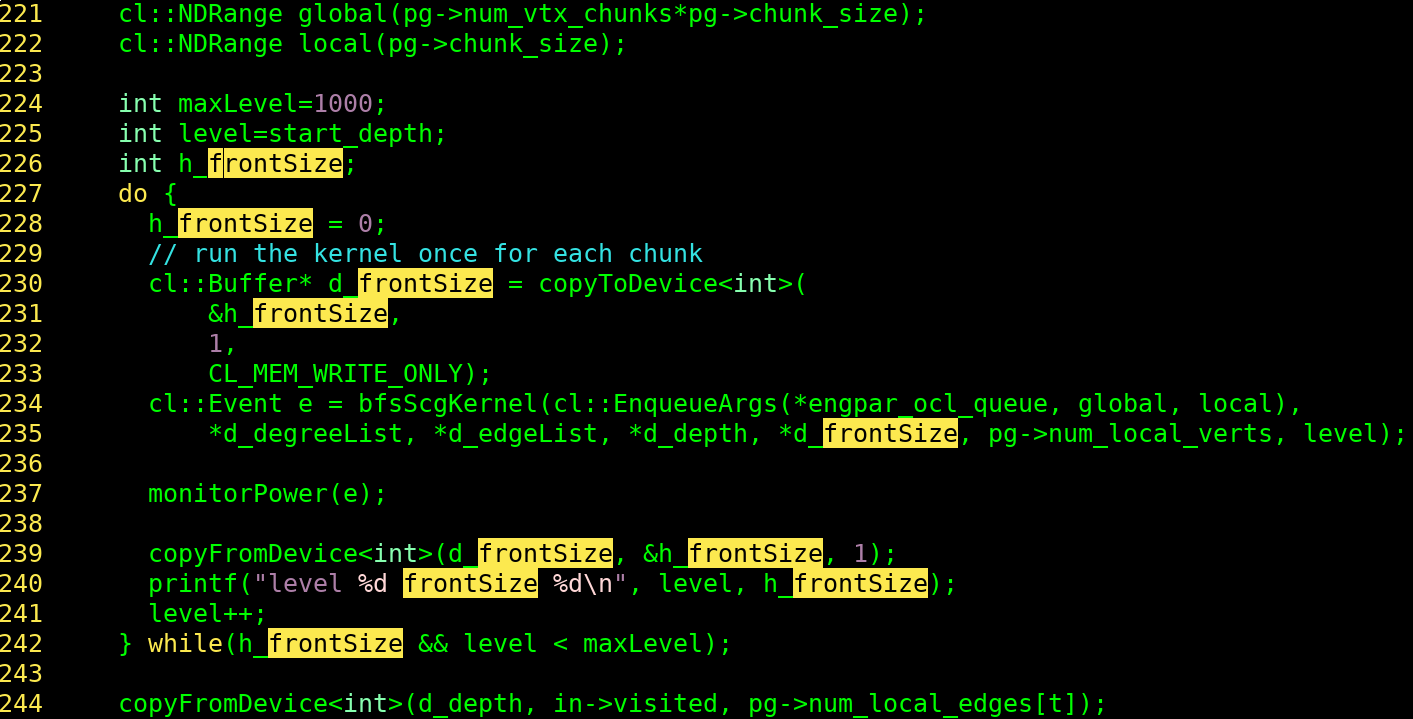 221     cl::NDRange global(pg->num_vtx_chunks*pg->chunk_size);
222     cl::NDRange local(pg->chunk_size);
223
224     int maxLevel=1000;
225     int level=start_depth;
226     int h_frontSize;
227     do {
228       h_frontSize = 0;
229       // run the kernel once for each chunk
230       cl::Buffer* d_frontSize = copyToDevice<int>(
231           &h_frontSize,
232           1,
233           CL_MEM_WRITE_ONLY);
234       cl::Event e = bfsScgKernel(cl::EnqueueArgs(*engpar_ocl_queue, global, local),
235           *d_degreeList, *d_edgeList, *d_depth, *d_frontSize, pg->num_local_verts, level);
236
237       monitorPower(e);
238
239       copyFromDevice<int>(d_frontSize, &h_frontSize, 1);
240       printf("level %d frontSize %d\n", level, h_frontSize);
241       level++;
242     } while(h_frontSize && level < maxLevel);
243
244     copyFromDevice<int>(d_depth, in->visited, pg->num_local_edges[t]);